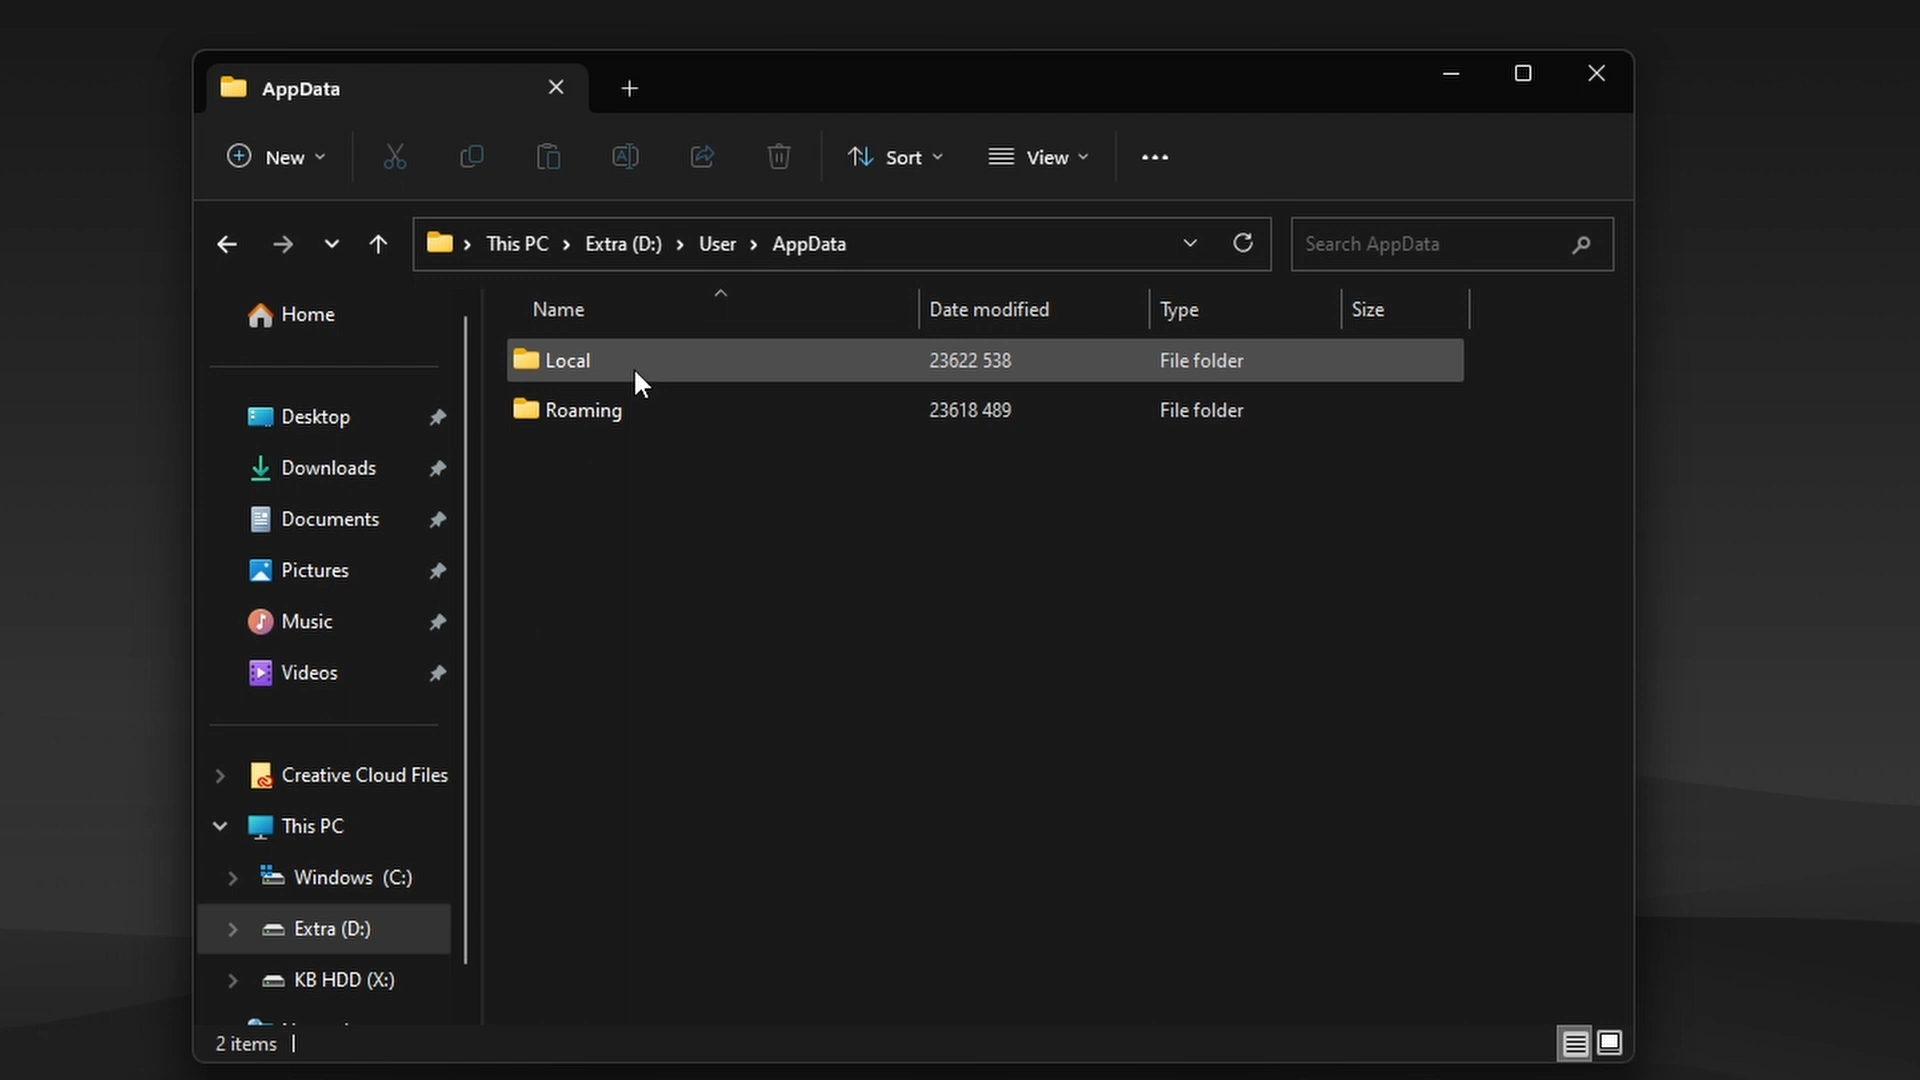 AppData
New
Sort
View
This PC > Extra (D:) > User > AppData
Search AppData
Home
Desktop
Downloads
Documents
Pictures
Music
Videos
Creative Cloud Files
This PC
Windows (C:)
Extra (D:)
KB HDD (X:)
Name Date modified Type Size
Local 23622 538 File folder
Roaming 23618 489 File folder
2 items